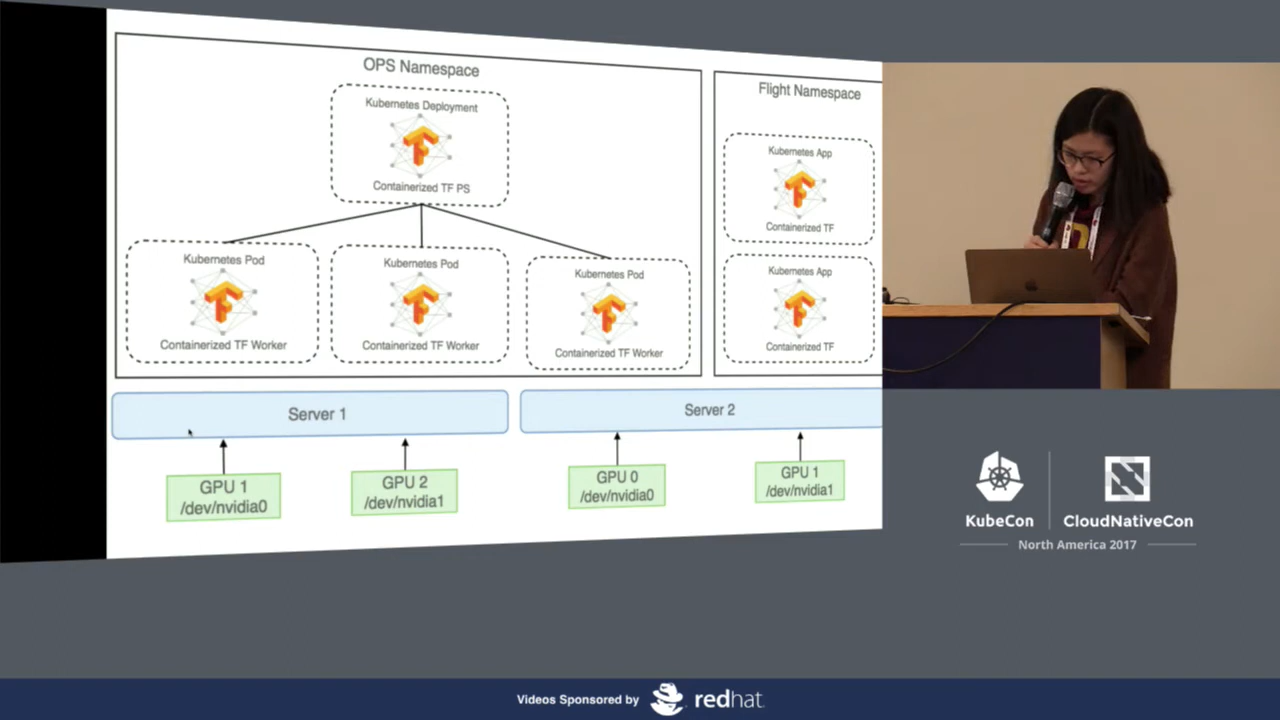 OPS Namespace
Kubernetes Deployment
Containerized TF PS
Kubernetes Pod
Containerized TF Worker
Kubernetes Pod
Containerized TF Worker
Kubernetes Pod
Containerized TF Worker
Flight Namespace
Kubernetes App
Containerized TF
Kubernetes App
Containerized TF
Server 1
Server 2
GPU 1
/dev/nvidia0
GPU 2
/dev/nvidia1
GPU 0
/dev/nvidia0
GPU 1
/dev/nvidia1
KubeCon
CloudNativeCon
North America 2017
Videos Sponsored by
redhat.